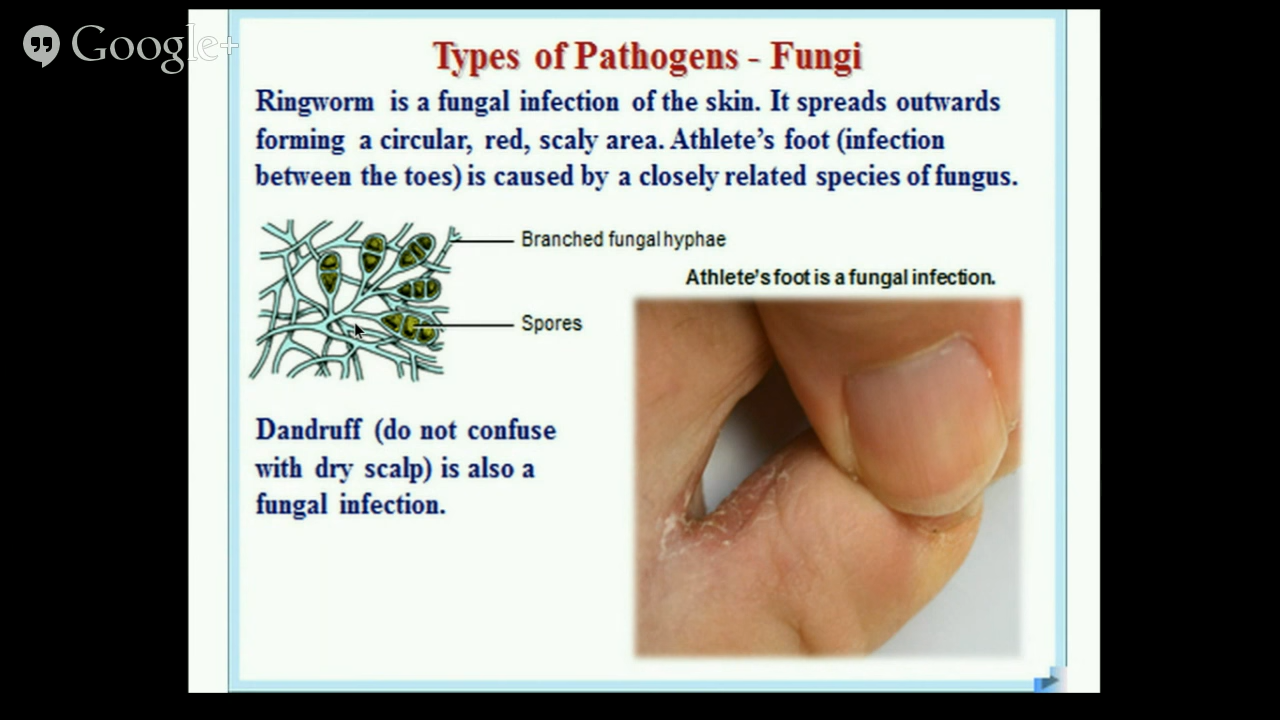 Google+
Types of Pathogens - Fungi
Ringworm is a fungal infection of the skin. It spreads outwards
forming a circular, red, scaly area. Athlete's foot (infection
between the toes) is caused by a closely related species of fungus.
Branched fungal hyphae
Athlete's foot is a fungal infection.
Spores
Dandruff (do not confuse
with dry scalp) is also a
fungal infection.